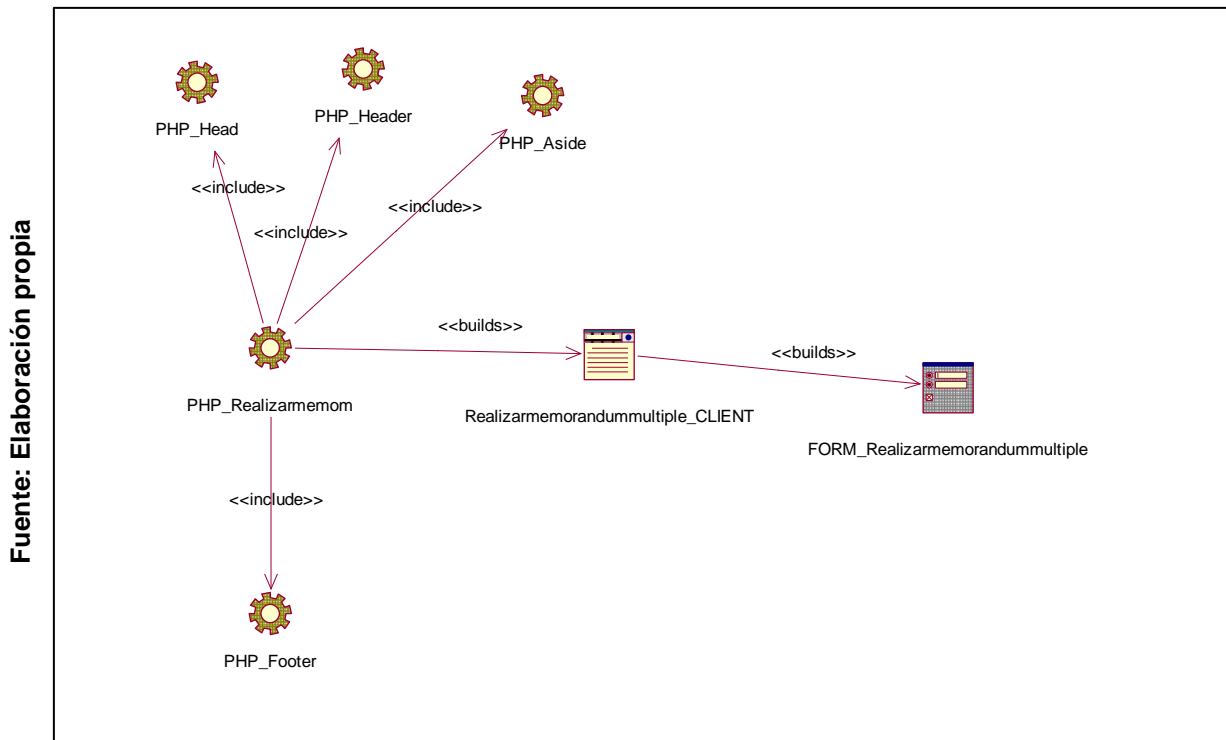 PHP_Head
PHP_Header
PHP_Aside
<<include>>
<<include>>
<<include>>
<<builds>>
<<builds>>
PHP_Realizarmemom
Realizarmemorandummultiple_CLIENT
FORM_Realizarmemorandummultiple
<<include>>
PHP_Footer
Fuente: Elaboración propia